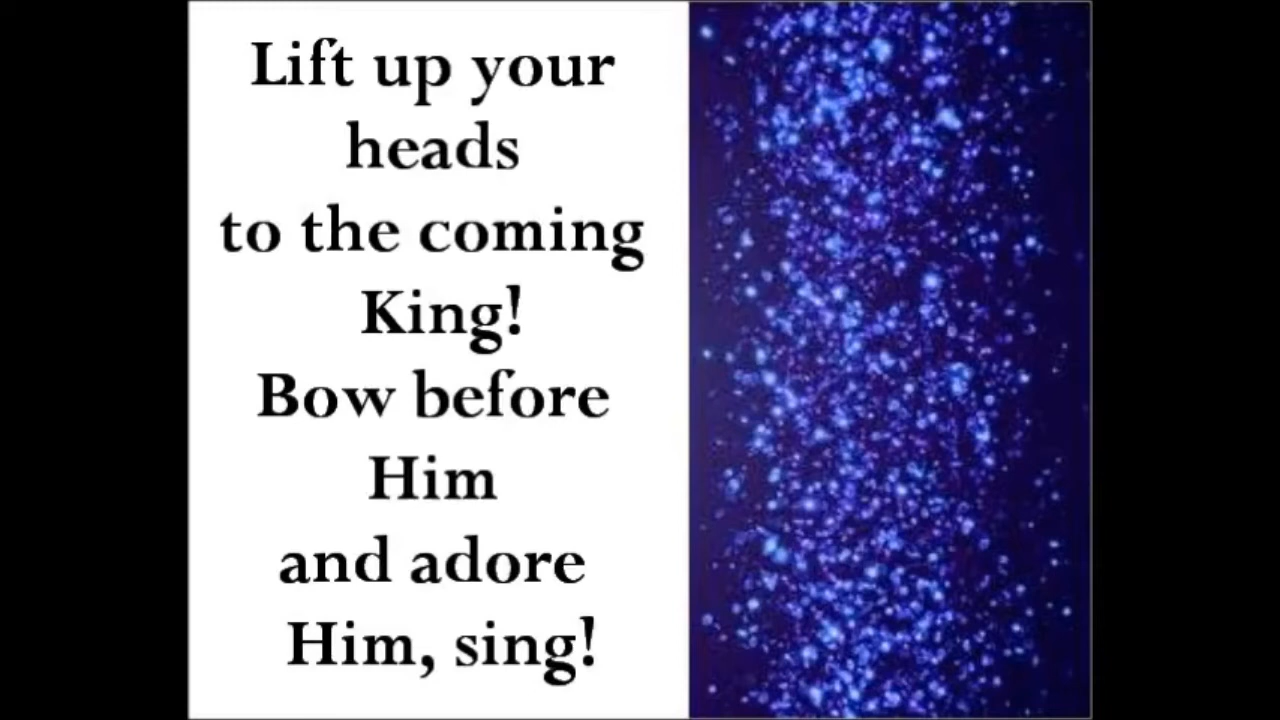 Lift up your
heads
to the coming
King!
Bow before
Him
and adore
Him, sing!